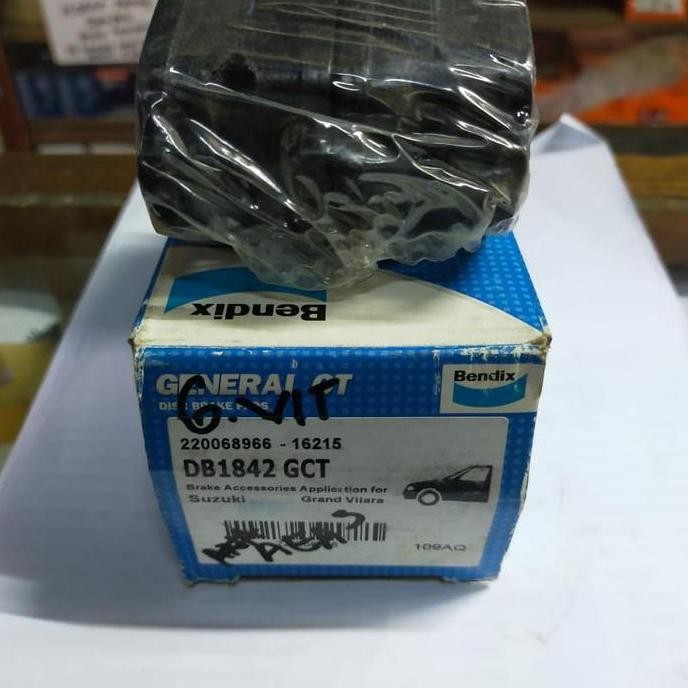 Bendix
GENERAL CT
Bendix
DISC BRAKE PADS
G. VIT
220068966 - 16215
DB1842 GCT
Brake Accessories Application for
Suzuki Grand Vitara
109AQ